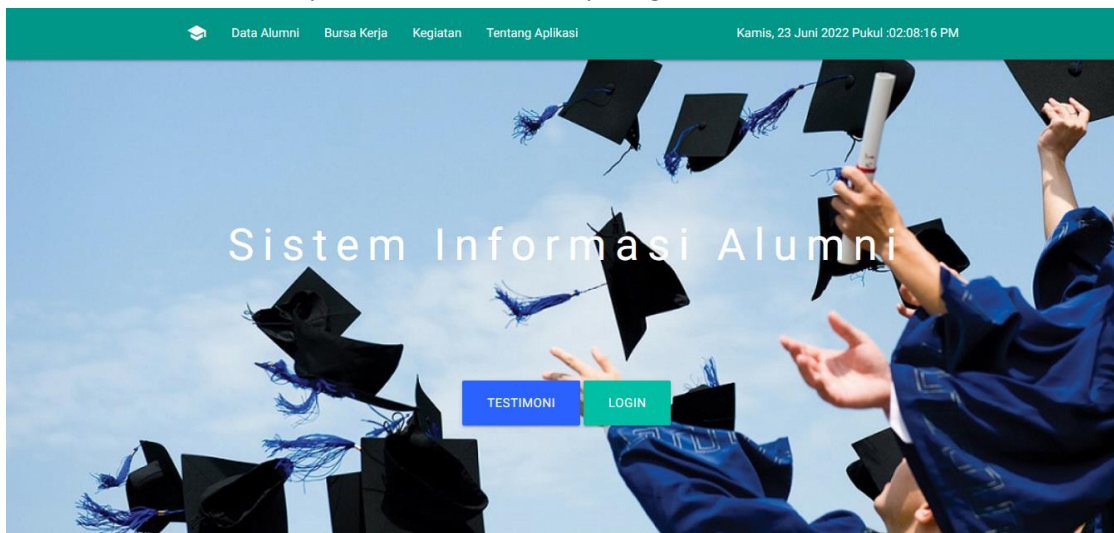 Data Alumni Bursa Kerja Kegiatan Tentang Aplikasi Kamis, 23 Juni 2022 Pukul :02:08:16 PM
Sistem Informasi Alumni
TESTIMONI LOGIN